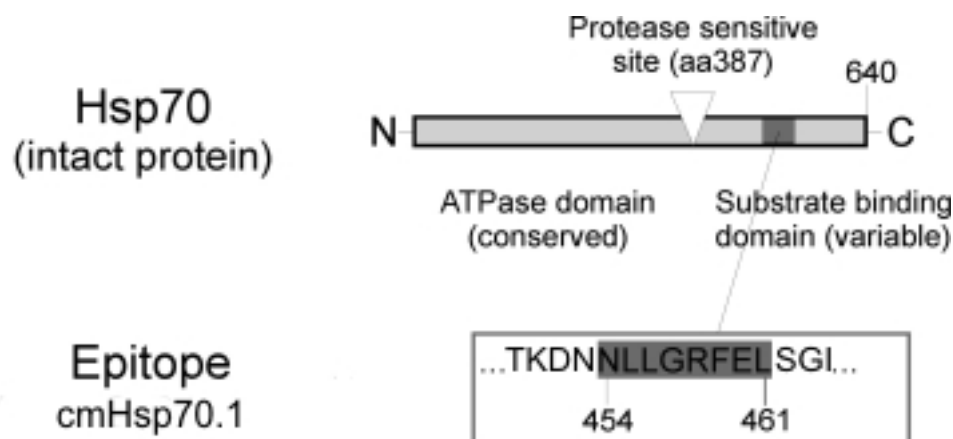 Protease sensitive
site (aa387)
640
Hsp70
(intact protein)
N
C
ATPase domain
(conserved)
Substrate binding
domain (variable)
Epitope
cmHsp70.1
...TKDNNLLGRFELSGI...
454
461